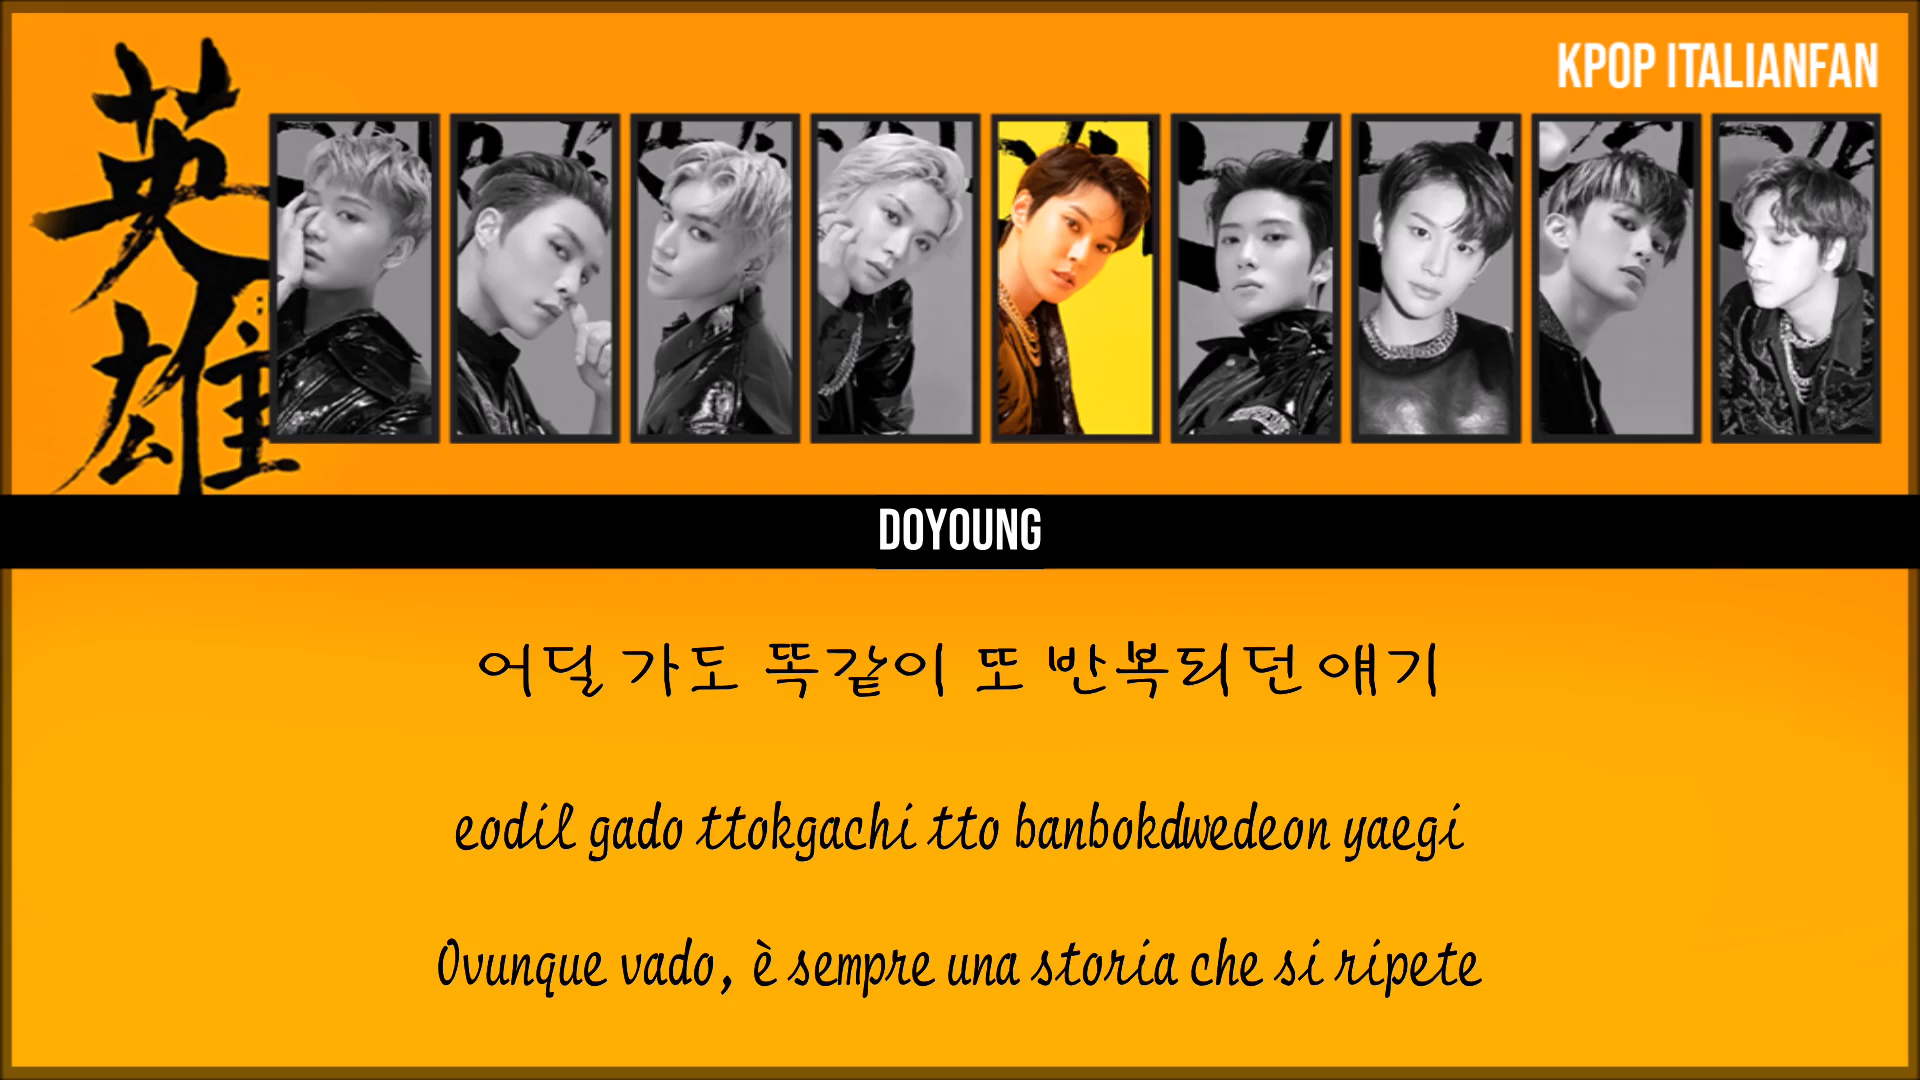 英雄
KPOP ITALIANFAN
DOYOUNG
어딜 가도 똑같이 또 반복되던 얘기
eodil gado ttokgachi tto banbokdwedeon yaegi
Ovunque vado, è sempre una storia che si ripete